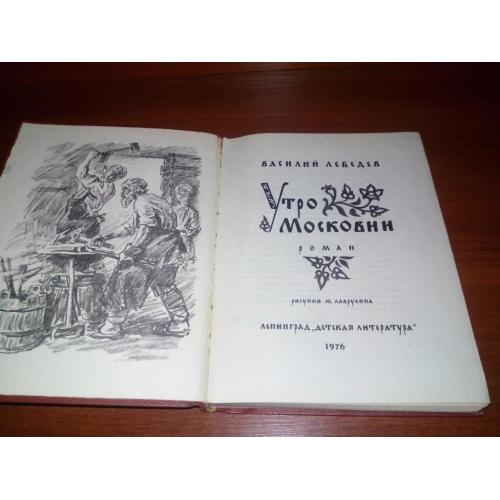 Василий Лебедев
Утро
Московии
роман
рисунки Ю. Лаврухина
Ленинград „Детская литература“
1976